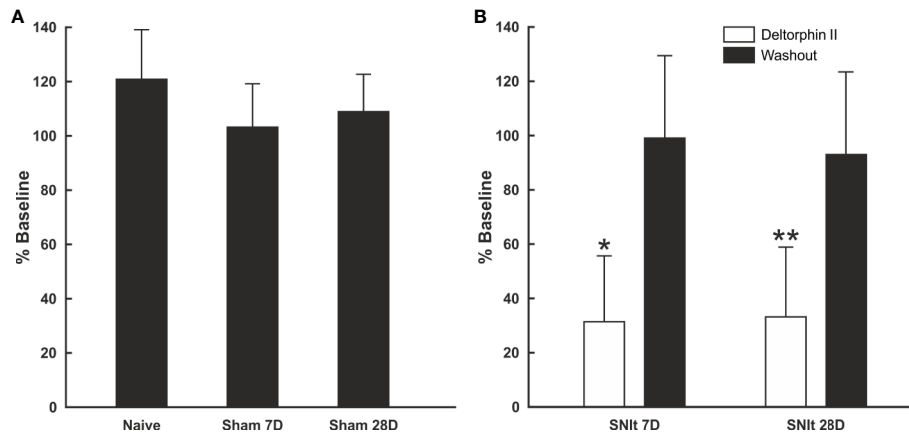 A
140
120
100
80
60
40
20
0
% Baseline
Naive Sham 7D Sham 28D
B
Deltorphin II
Washout
140
120
100
80
60
40
20
0
% Baseline
*
**
SNIt 7D SNIt 28D